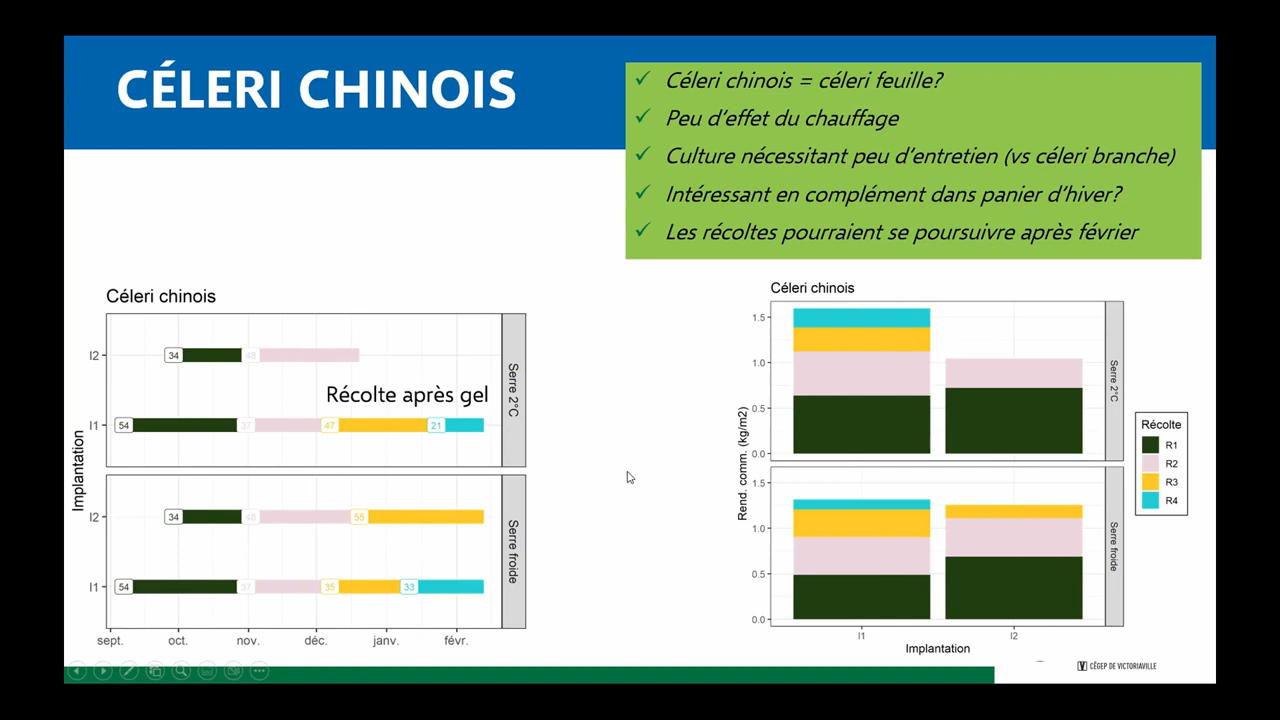 CÉLERI CHINOIS
✓ Céleri chinois = céleri feuille?
✓ Peu d'effet du chauffage
✓ Culture nécessitant peu d'entretien (vs céleri branche)
✓ Intéressant en complément dans panier d'hiver?
✓ Les récoltes pourraient se poursuivre après février
Céleri chinois
Implantation
I2
34
48
Récolte après gel
I1
54
37
47
21
Serre 2°C
I2
34
48
55
I1
54
37
35
33
Serre froide
sept.
oct.
nov.
déc.
janv.
févr.
Céleri chinois
Rend. comm. (kg/m2)
1.5
1.0
0.5
0.0
Serre 2°C
1.5
1.0
0.5
0.0
Serre froide
I1
I2
Implantation
Récolte
R1
R2
R3
R4
CÉGEP DE VICTORIAVILLE